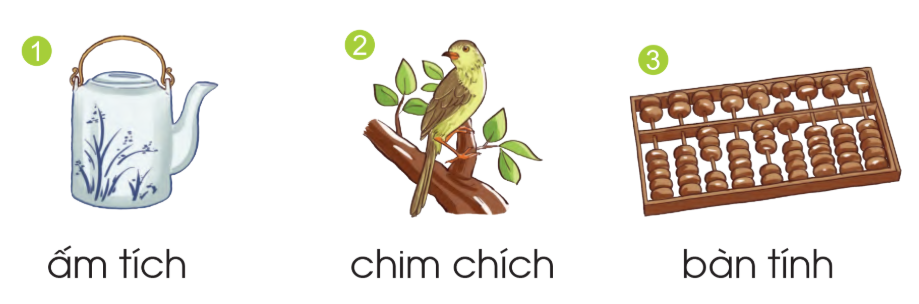 1
2
3
ấm tích
chim chích
bàn tính